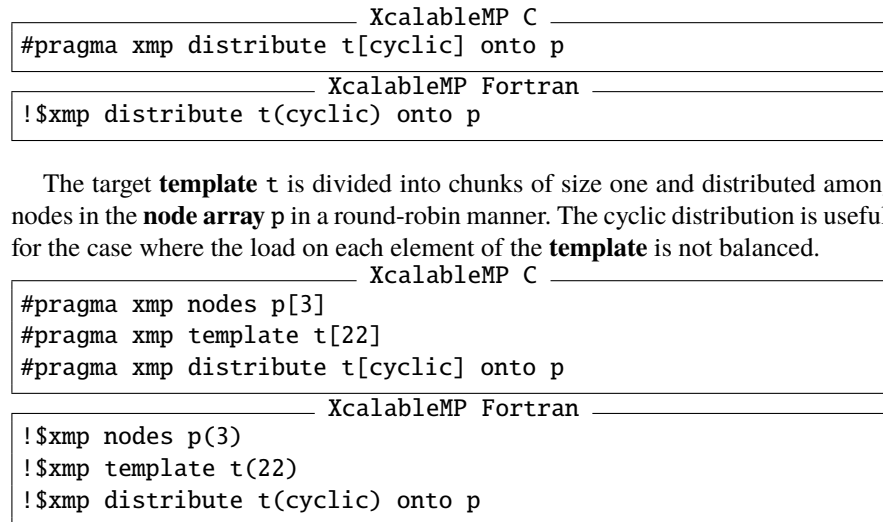 XcalableMP C
#pragma xmp distribute t[cyclic] onto p
XcalableMP Fortran
!$xmp distribute t(cyclic) onto p
The target template t is divided into chunks of size one and distributed amon
nodes in the node array p in a round-robin manner. The cyclic distribution is useful
for the case where the load on each element of the template is not balanced.
XcalableMP C
#pragma xmp nodes p[3]
#pragma xmp template t[22]
#pragma xmp distribute t[cyclic] onto p
XcalableMP Fortran
!$xmp nodes p(3)
!$xmp template t(22)
!$xmp distribute t(cyclic) onto p